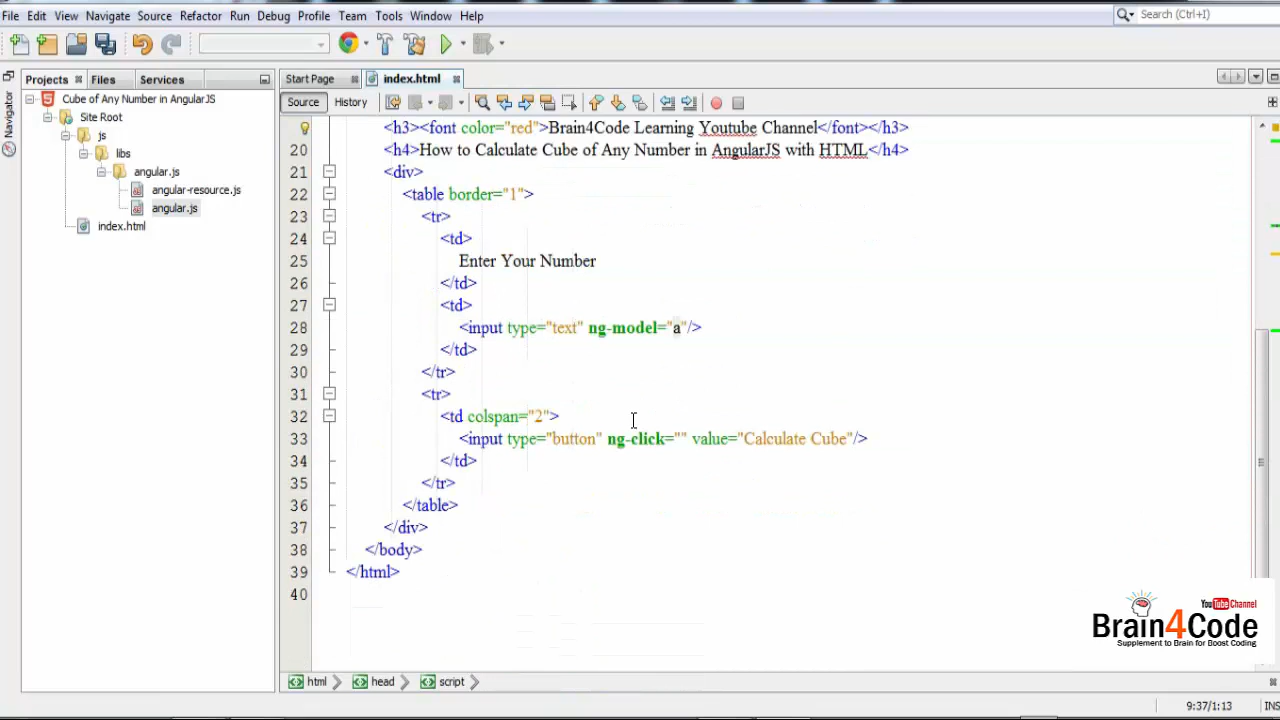 File Edit View Navigate Source Refactor Run Debug Profile Team Tools Window Help
Search (Ctrl+I)
Projects Files Services
Start Page index.html
Navigator
Cube of Any Number in AngularJS
Site Root
js
libs
angular.js
angular-resource.js
angular.js
index.html
Source History
<h3><font color="red">Brain4Code Learning Youtube Channel</font></h3>
20 <h4>How to Calculate Cube of Any Number in AngularJS with HTML</h4>
21 <div>
22 <table border="1">
23 <tr>
24 <td>
25 Enter Your Number
26 </td>
27 <td>
28 <input type="text" ng-model="a"/>
29 </td>
30 </tr>
31 <tr>
32 <td colspan="2">
33 <input type="button" ng-click="" value="Calculate Cube"/>
34 </td>
35 </tr>
36 </table>
37 </div>
38 </body>
39 </html>
40
YouTube Channel
Brain4Code
Supplement to Brain for Boost Coding
html head script
9:37/1:13 INS